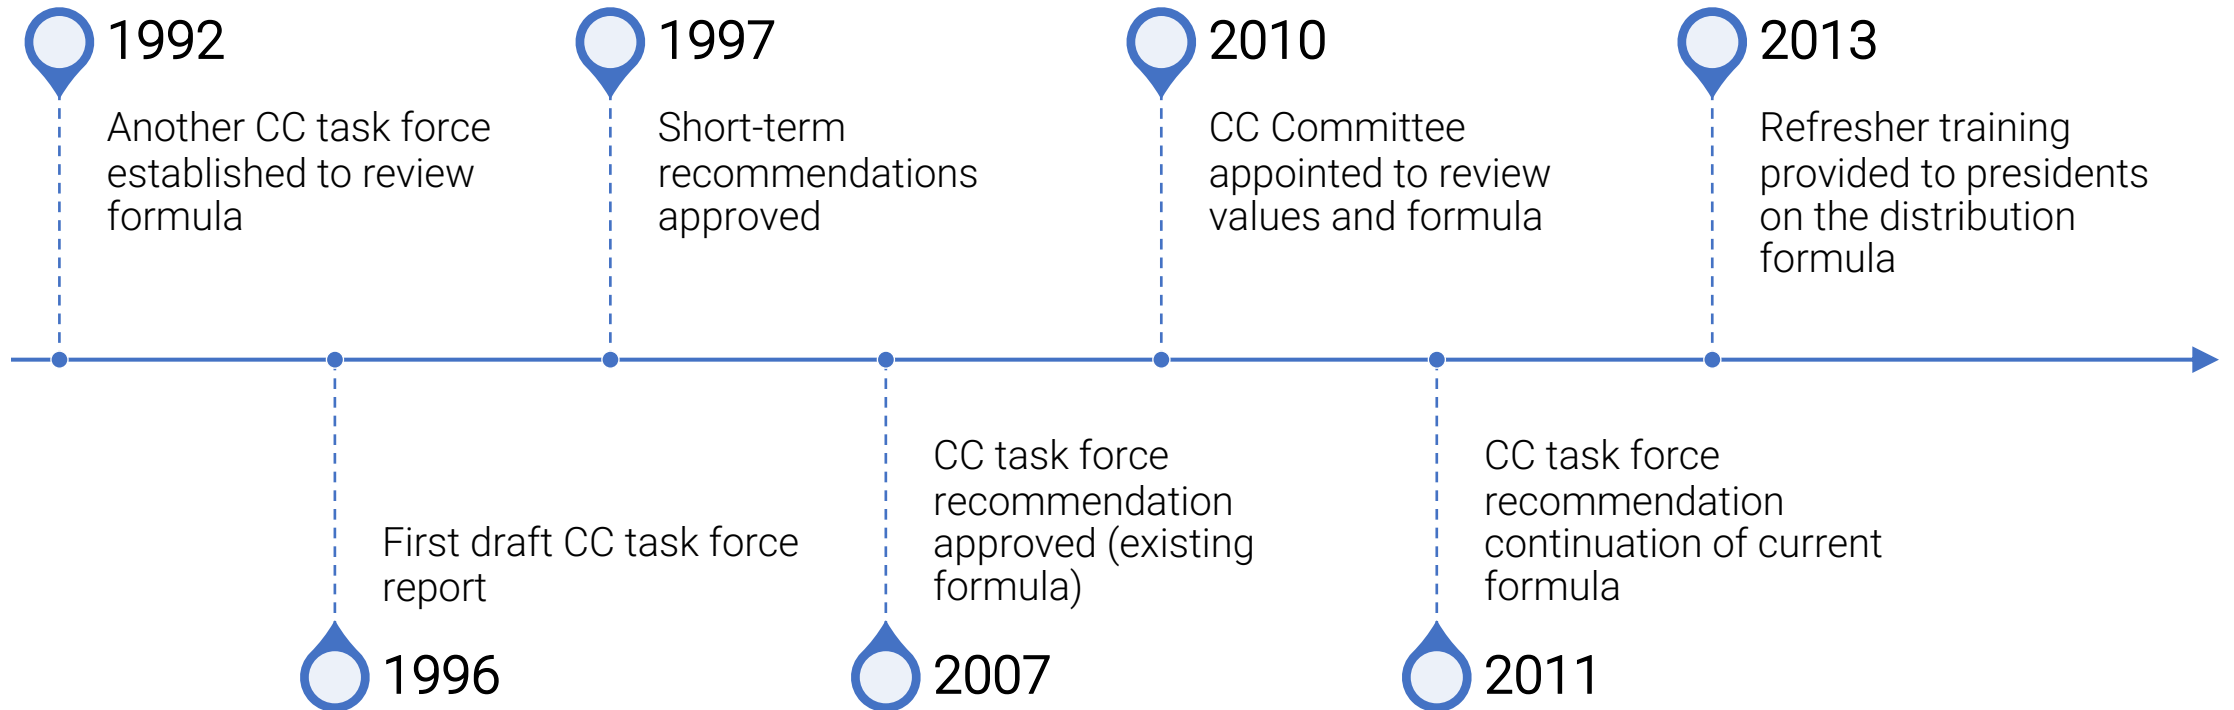 1992
Another CC task force
established to review
formula
1996
First draft CC task force
report
1997
Short-term
recommendations
approved
2007
CC task force
recommendation
approved (existing
formula)
2010
CC Committee
appointed to review
values and formula
2011
CC task force
recommendation
continuation of current
formula
2013
Refresher training
provided to presidents
on the distribution
formula